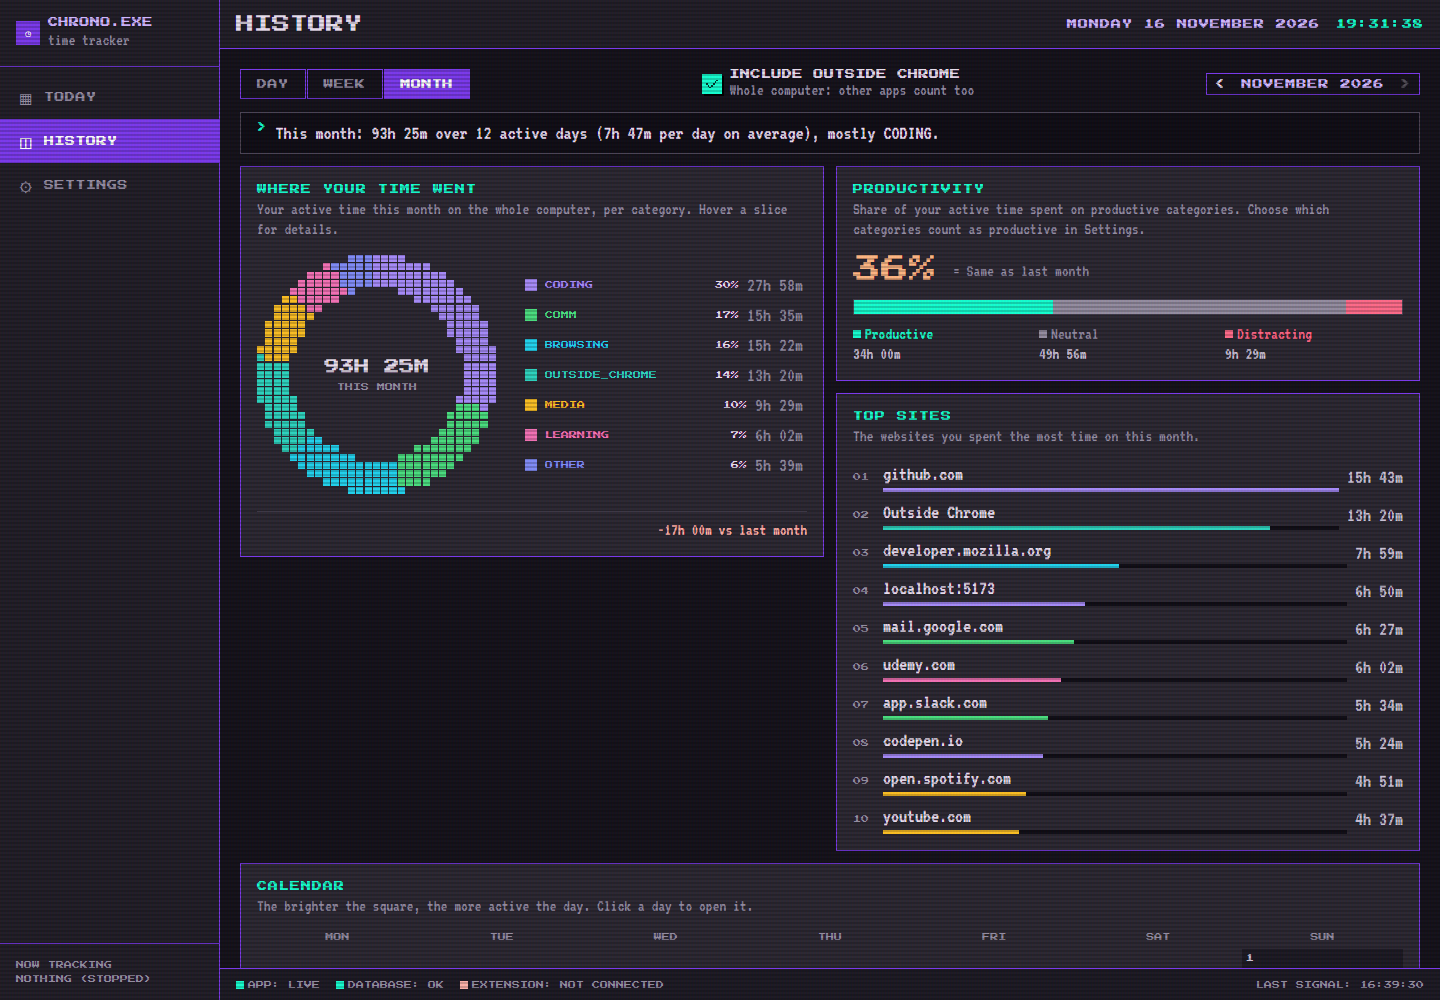 CHRONO.EXE
time tracker
TODAY
HISTORY
SETTINGS
NOW TRACKING
NOTHING (STOPPED)
HISTORY
MONDAY 16 NOVEMBER 2026 19:31:38
DAY WEEK MONTH
INCLUDE OUTSIDE CHROME
Whole computer: other apps count too
< NOVEMBER 2026 >
> This month: 93h 25m over 12 active days (7h 47m per day on average), mostly CODING.
WHERE YOUR TIME WENT
Your active time this month on the whole computer, per category. Hover a slice
for details.
93H 25M
THIS MONTH
CODING 30% 27h 58m
COMM 17% 15h 35m
BROWSING 16% 15h 22m
OUTSIDE_CHROME 14% 13h 20m
MEDIA 10% 9h 29m
LEARNING 7% 6h 02m
OTHER 6% 5h 39m
-17h 00m vs last month
PRODUCTIVITY
Share of your active time spent on productive categories. Choose which
categories count as productive in Settings.
36% = Same as last month
Productive Neutral Distracting
34h 00m 49h 56m 9h 29m
TOP SITES
The websites you spent the most time on this month.
01 github.com 15h 43m
02 Outside Chrome 13h 20m
03 developer.mozilla.org 7h 59m
04 localhost:5173 6h 50m
05 mail.google.com 6h 27m
06 udemy.com 6h 02m
07 app.slack.com 5h 34m
08 codepen.io 5h 24m
09 open.spotify.com 4h 51m
10 youtube.com 4h 37m
CALENDAR
The brighter the square, the more active the day. Click a day to open it.
MON TUE WED THU FRI SAT SUN
1
APP: LIVE DATABASE: OK EXTENSION: NOT CONNECTED
LAST SIGNAL: 16:39:30